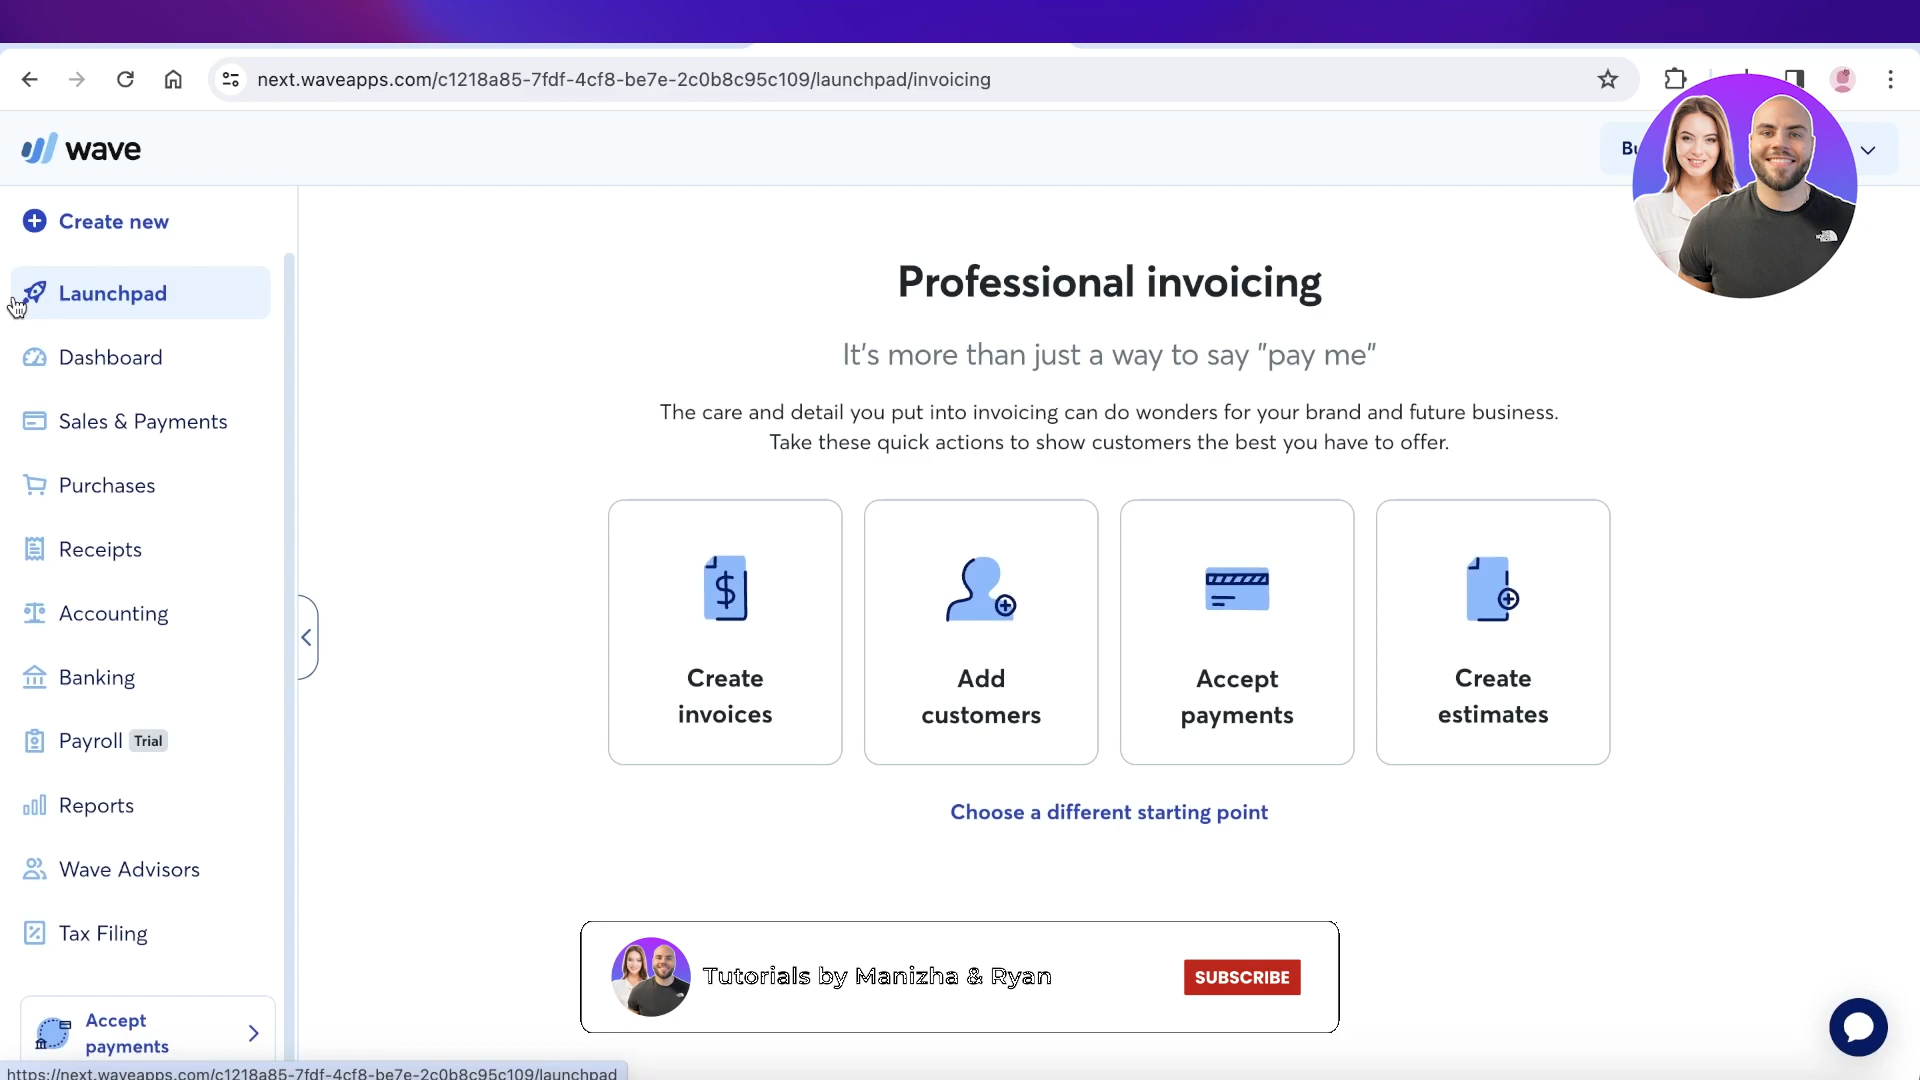 next.waveapps.com/c1218a85-7fdf-4cf8-be7e-2c0b8c95c109/launchpad/invoicing
wave
Create new
Launchpad
Dashboard
Sales & Payments
Purchases
Receipts
Accounting
Banking
Payroll Trial
Reports
Wave Advisors
Tax Filing
Accept
payments
Professional invoicing
It's more than just a way to say "pay me"
The care and detail you put into invoicing can do wonders for your brand and future business.
Take these quick actions to show customers the best you have to offer.
Create
invoices
Add
customers
Accept
payments
Create
estimates
Choose a different starting point
Tutorials by Manizha & Ryan
SUBSCRIBE
https://next.waveapps.com/c1218a85-7fdf-4cf8-be7e-2c0b8c95c109/launchpad